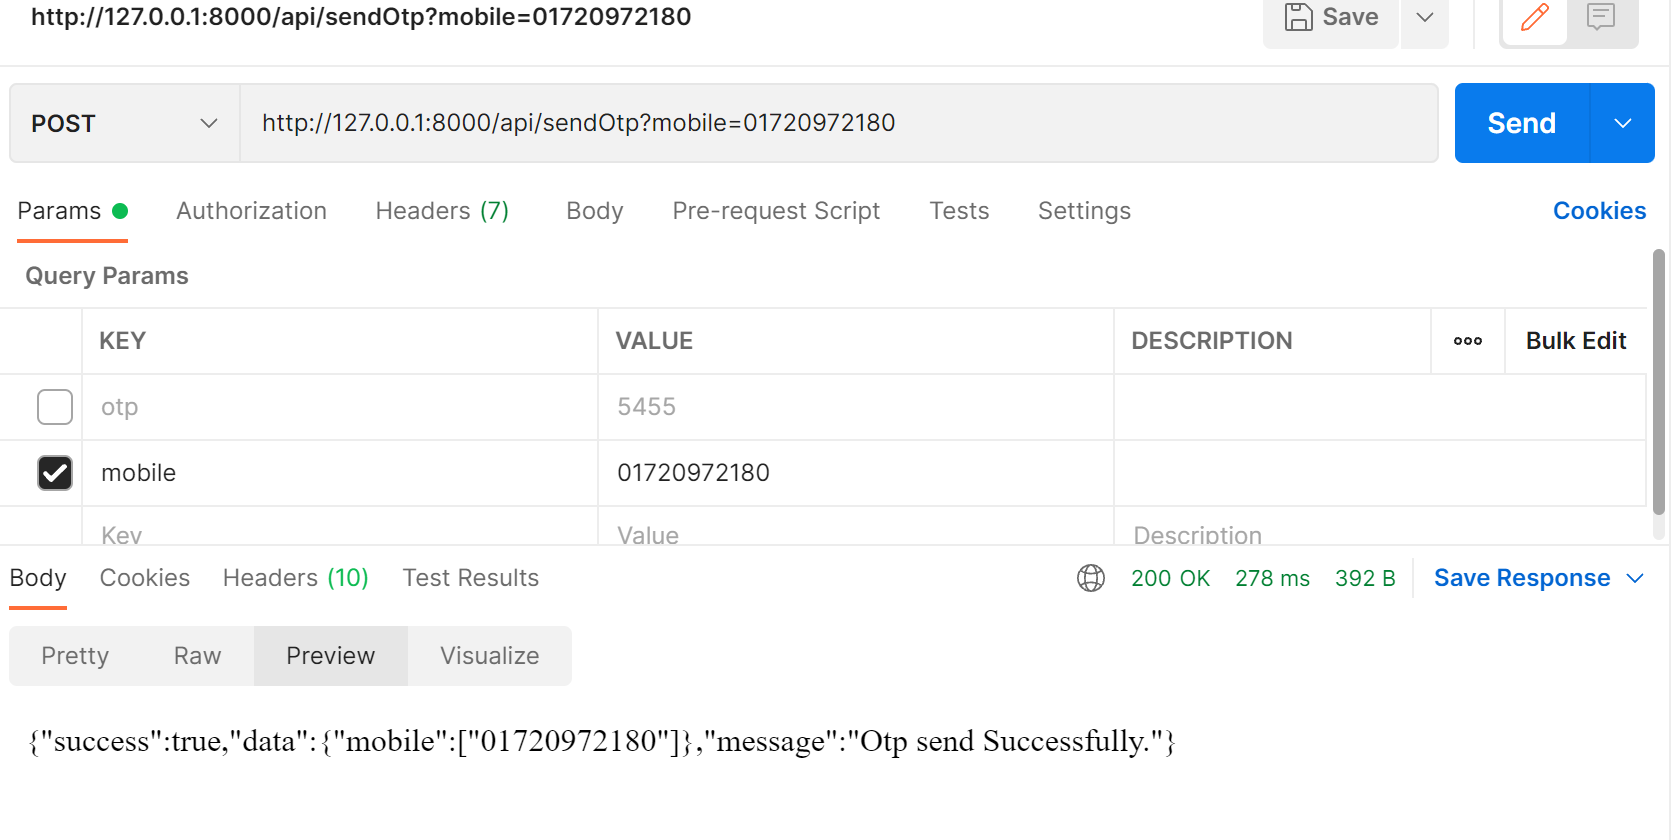 http://127.0.0.1:8000/api/sendOtp?mobile=01720972180 Save
POST http://127.0.0.1:8000/api/sendOtp?mobile=01720972180 Send
Params Authorization Headers (7) Body Pre-request Script Tests Settings Cookies
Query Params
KEY VALUE DESCRIPTION ooo Bulk Edit
otp 5455
mobile 01720972180
Key Value Description
Body Cookies Headers (10) Test Results 200 OK 278 ms 392 B Save Response
Pretty Raw Preview Visualize
{"success":true,"data":{"mobile":["01720972180"]},"message":"Otp send Successfully."}